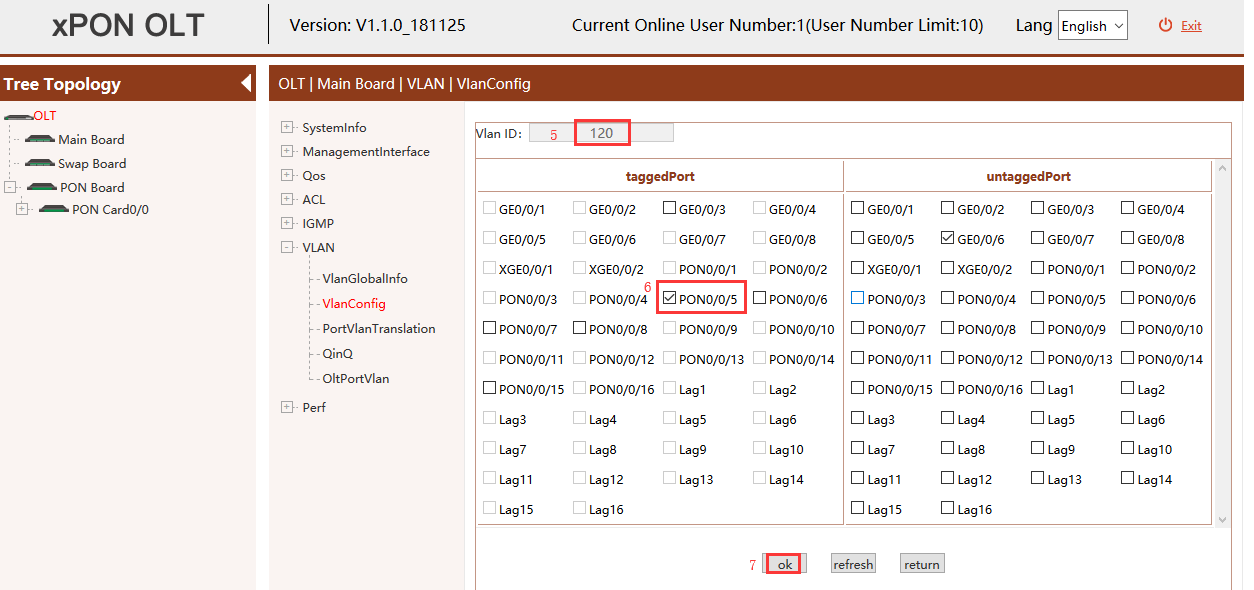 xPON OLT Version: V1.1.0_181125 Current Online User Number:1(User Number Limit:10) Lang English Exit
Tree Topology
OLT
Main Board
Swap Board
PON Board
PON Card0/0
OLT | Main Board | VLAN | VlanConfig
SystemInfo
ManagementInterface
Qos
ACL
IGMP
VLAN
VlanGlobalInfo
VlanConfig
PortVlanTranslation
QinQ
OltPortVlan
Perf
Vlan ID: 5 120
taggedPort
GE0/0/1 GE0/0/2 GE0/0/3 GE0/0/4
GE0/0/5 GE0/0/6 GE0/0/7 GE0/0/8
XGE0/0/1 XGE0/0/2 PON0/0/1 PON0/0/2
PON0/0/3 PON0/0/4 6 PON0/0/5 PON0/0/6
PON0/0/7 PON0/0/8 PON0/0/9 PON0/0/10
PON0/0/11 PON0/0/12 PON0/0/13 PON0/0/14
PON0/0/15 PON0/0/16 Lag1 Lag2
Lag3 Lag4 Lag5 Lag6
Lag7 Lag8 Lag9 Lag10
Lag11 Lag12 Lag13 Lag14
Lag15 Lag16
untaggedPort
GE0/0/1 GE0/0/2 GE0/0/3 GE0/0/4
GE0/0/5 GE0/0/6 GE0/0/7 GE0/0/8
XGE0/0/1 XGE0/0/2 PON0/0/1 PON0/0/2
PON0/0/3 PON0/0/4 PON0/0/5 PON0/0/6
PON0/0/7 PON0/0/8 PON0/0/9 PON0/0/10
PON0/0/11 PON0/0/12 PON0/0/13 PON0/0/14
PON0/0/15 PON0/0/16 Lag1 Lag2
Lag3 Lag4 Lag5 Lag6
Lag7 Lag8 Lag9 Lag10
Lag11 Lag12 Lag13 Lag14
Lag15 Lag16
7 ok refresh return